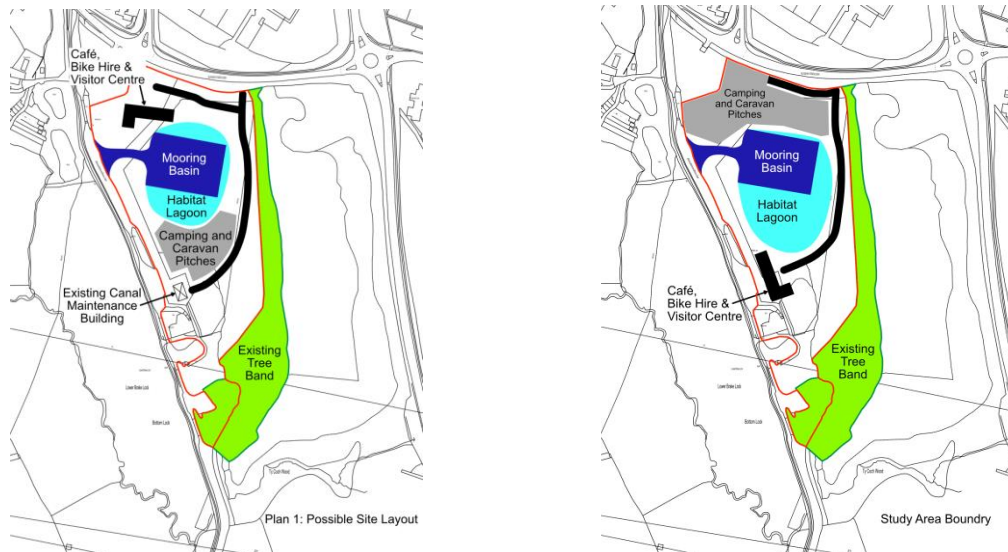 Café,
Bike Hire &
Visitor Centre
Mooring
Basin
Habitat
Lagoon
Camping and
Caravan
Pitches
Existing Canal
Maintenance
Building
Existing
Tree
Band
Bottom Lock
Plan 1: Possible Site Layout
Camping
and Caravan
Pitches
Mooring
Basin
Habitat
Lagoon
Café,
Bike Hire &
Visitor Centre
Existing
Tree
Band
Bottom Lock
Study Area Boundry